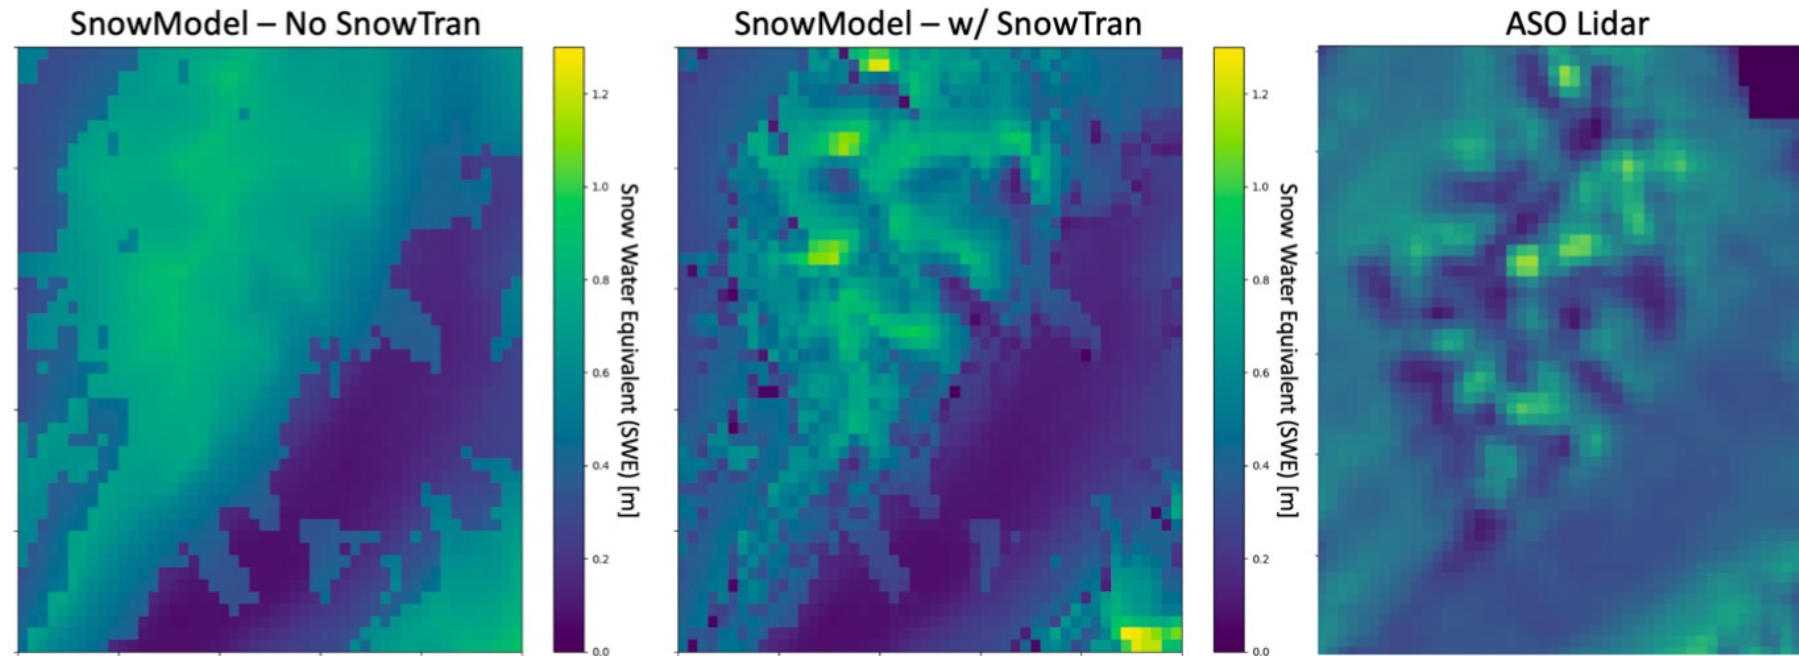 SnowModel – No SnowTran
SnowModel – w/ SnowTran
ASO Lidar
1.2
1.0
0.8
0.6
0.4
0.2
0.0
Snow Water Equivalent (SWE) [m]
1.2
1.0
0.8
0.6
0.4
0.2
0.0
Snow Water Equivalent (SWE) [m]